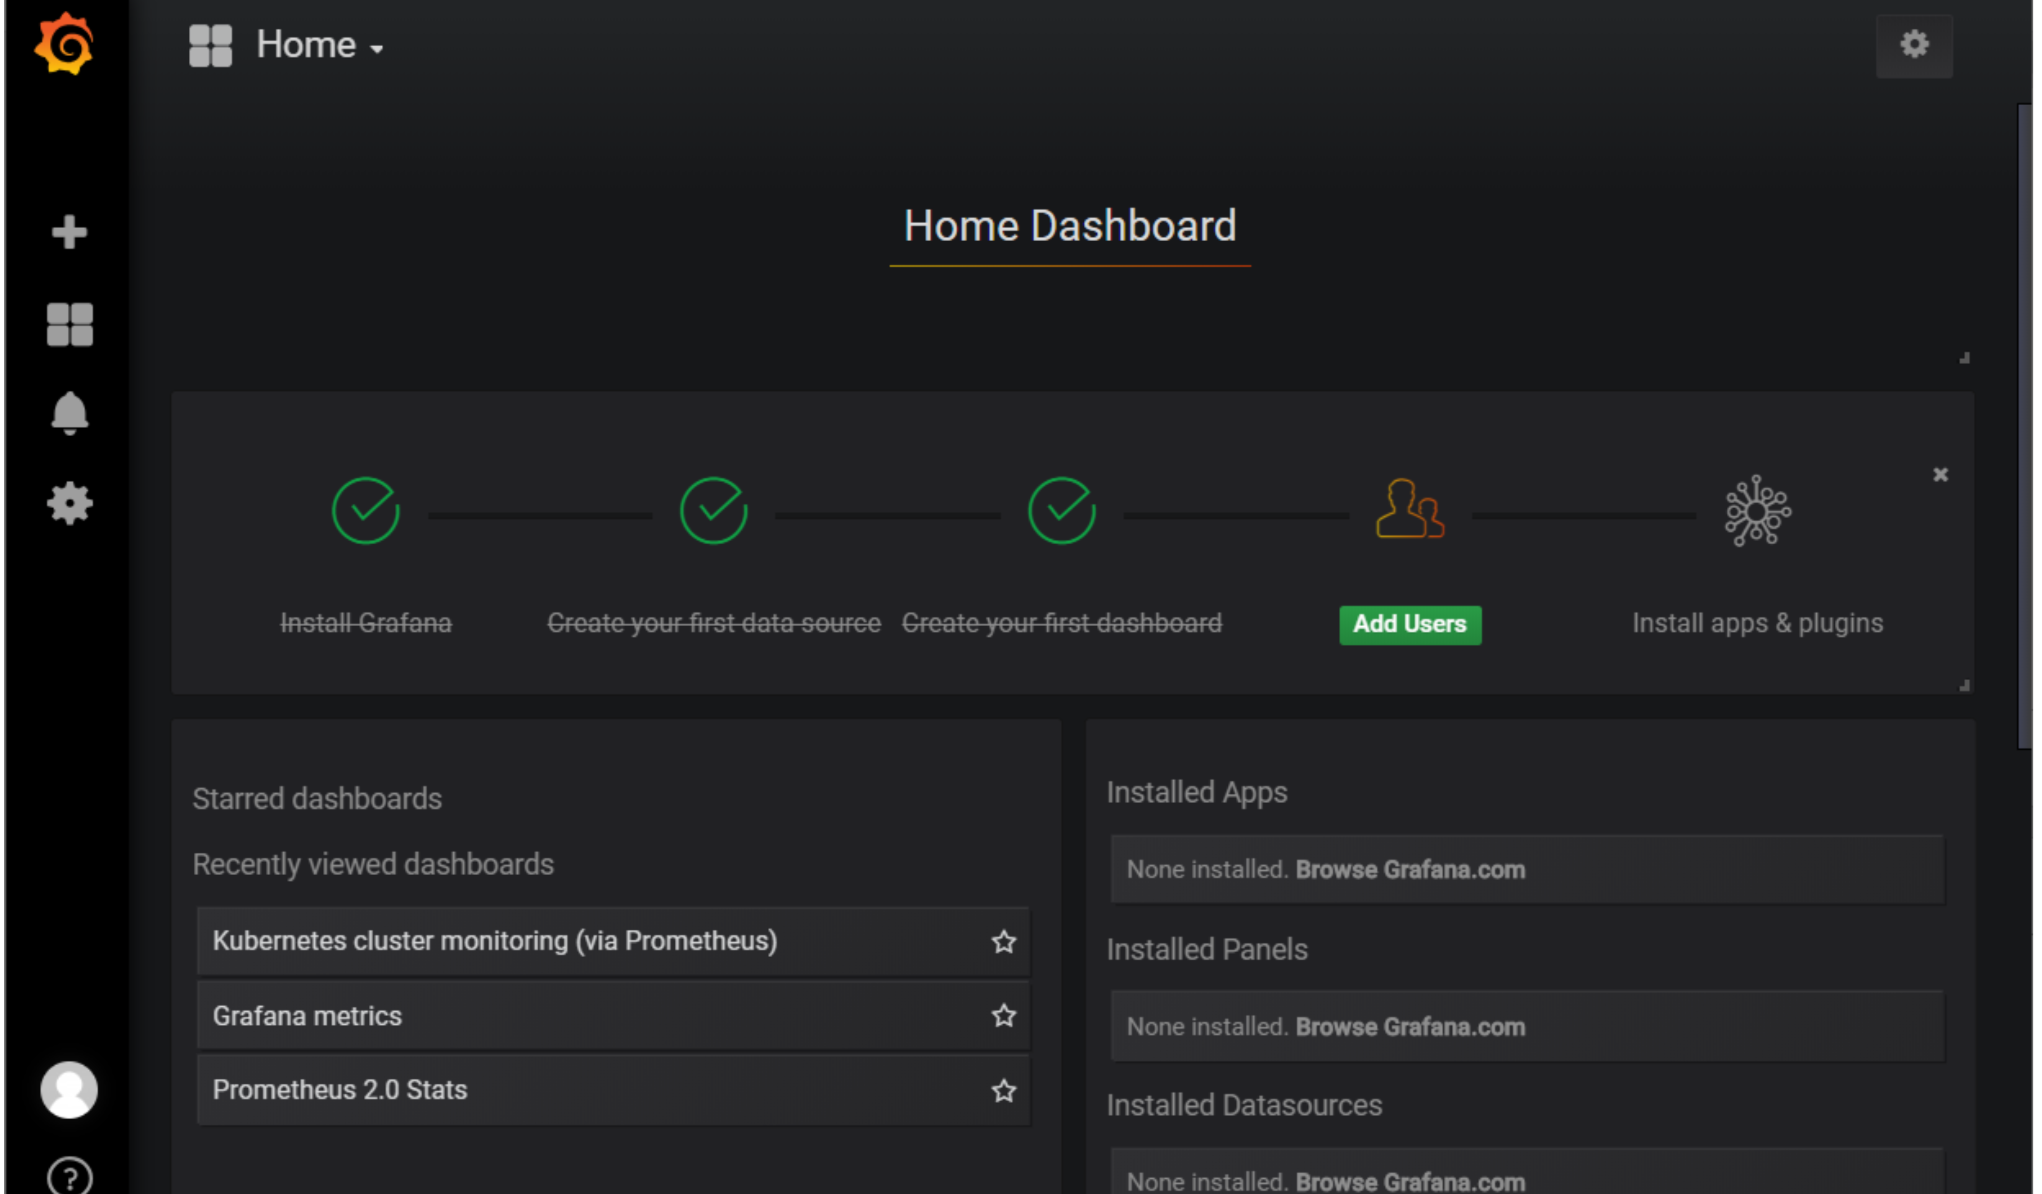 Home
Home Dashboard
Install Grafana
Create your first data source
Create your first dashboard
Add Users
Install apps & plugins
Starred dashboards
Recently viewed dashboards
Kubernetes cluster monitoring (via Prometheus)
Grafana metrics
Prometheus 2.0 Stats
Installed Apps
None installed. Browse Grafana.com
Installed Panels
None installed. Browse Grafana.com
Installed Datasources
None installed. Browse Grafana.com